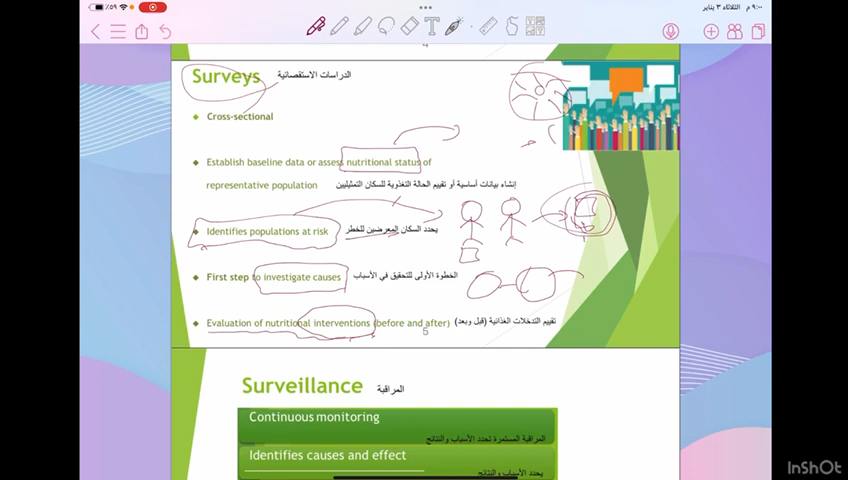 ٩:٠٠ م الثلاثاء ٣ يناير
٥٩٪
Surveys الدراسات الاستقصائية
Cross-sectional
Establish baseline data or assess nutritional status of
representative population إنشاء بيانات أساسية أو تقييم الحالة التغذوية للسكان التمثيليين
Identifies populations at risk يحدد السكان المعرضين للخطر
First step to investigate causes الخطوة الأولى للتحقيق في الأسباب
Evaluation of nutritional interventions (before and after) تقييم التدخلات الغذائية (قبل وبعد)
5
Surveillance المراقبة
Continuous monitoring
المراقبة المستمرة تحدد الأسباب والنتائج
Identifies causes and effect
يحدد الأسباب والنتائج
InShOt